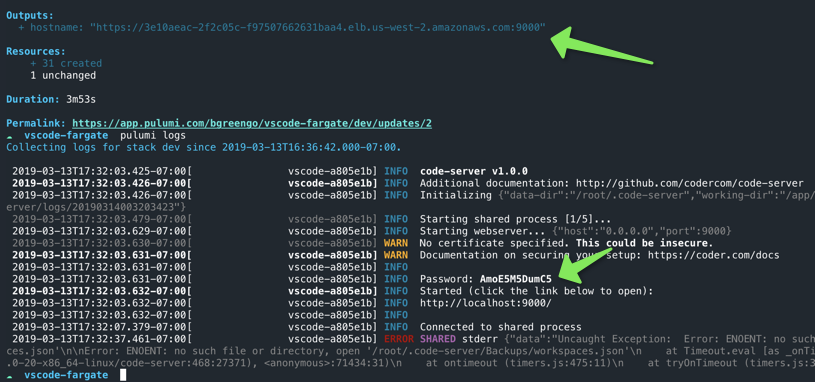 Outputs:
+ hostname: "https://3e10aeac-2f2c05c-f97507662631baa4.elb.us-west-2.amazonaws.com:9000"
Resources:
+ 31 created
1 unchanged
Duration: 3m53s
Permalink: https://app.pulumi.com/bgreengo/vscode-fargate/dev/updates/2
vscode-fargate pulumi logs
Collecting logs for stack dev since 2019-03-13T16:36:42.000-07:00.
2019-03-13T17:32:03.425-07:00[ vscode-a805e1b] INFO code-server v1.0.0
2019-03-13T17:32:03.426-07:00[ vscode-a805e1b] INFO Additional documentation: http://github.com/codercom/code-server
2019-03-13T17:32:03.426-07:00[ vscode-a805e1b] INFO Initializing {"data-dir":"/root/.code-server","working-dir":"/app/
erver/logs/20190314003203423"}
2019-03-13T17:32:03.479-07:00[ vscode-a805e1b] INFO Starting shared process [1/5]...
2019-03-13T17:32:03.629-07:00[ vscode-a805e1b] INFO Starting webserver... {"host":"0.0.0.0","port":9000}
2019-03-13T17:32:03.630-07:00[ vscode-a805e1b] WARN No certificate specified. This could be insecure.
2019-03-13T17:32:03.631-07:00[ vscode-a805e1b] WARN Documentation on securing your setup: https://coder.com/docs
2019-03-13T17:32:03.631-07:00[ vscode-a805e1b] INFO
2019-03-13T17:32:03.631-07:00[ vscode-a805e1b] INFO Password: AmoE5M5DumC5
2019-03-13T17:32:03.632-07:00[ vscode-a805e1b] INFO Started (click the link below to open):
2019-03-13T17:32:03.632-07:00[ vscode-a805e1b] INFO http://localhost:9000/
2019-03-13T17:32:03.632-07:00[ vscode-a805e1b] INFO
2019-03-13T17:32:07.379-07:00[ vscode-a805e1b] INFO Connected to shared process
2019-03-13T17:32:37.461-07:00[ vscode-a805e1b] ERROR SHARED stderr {"data":"Uncaught Exception: Error: ENOENT: no suc
ces.json'\n\nError: ENOENT: no such file or directory, open '/root/.code-server/Backups/workspaces.json'\n at Timeout.eval [as _onTi
.0-20-x86_64-linux/code-server:468:27371), <anonymous>:71434:31)\n at ontimeout (timers.js:475:11)\n at tryOnTimeout (timers.js:3
vscode-fargate